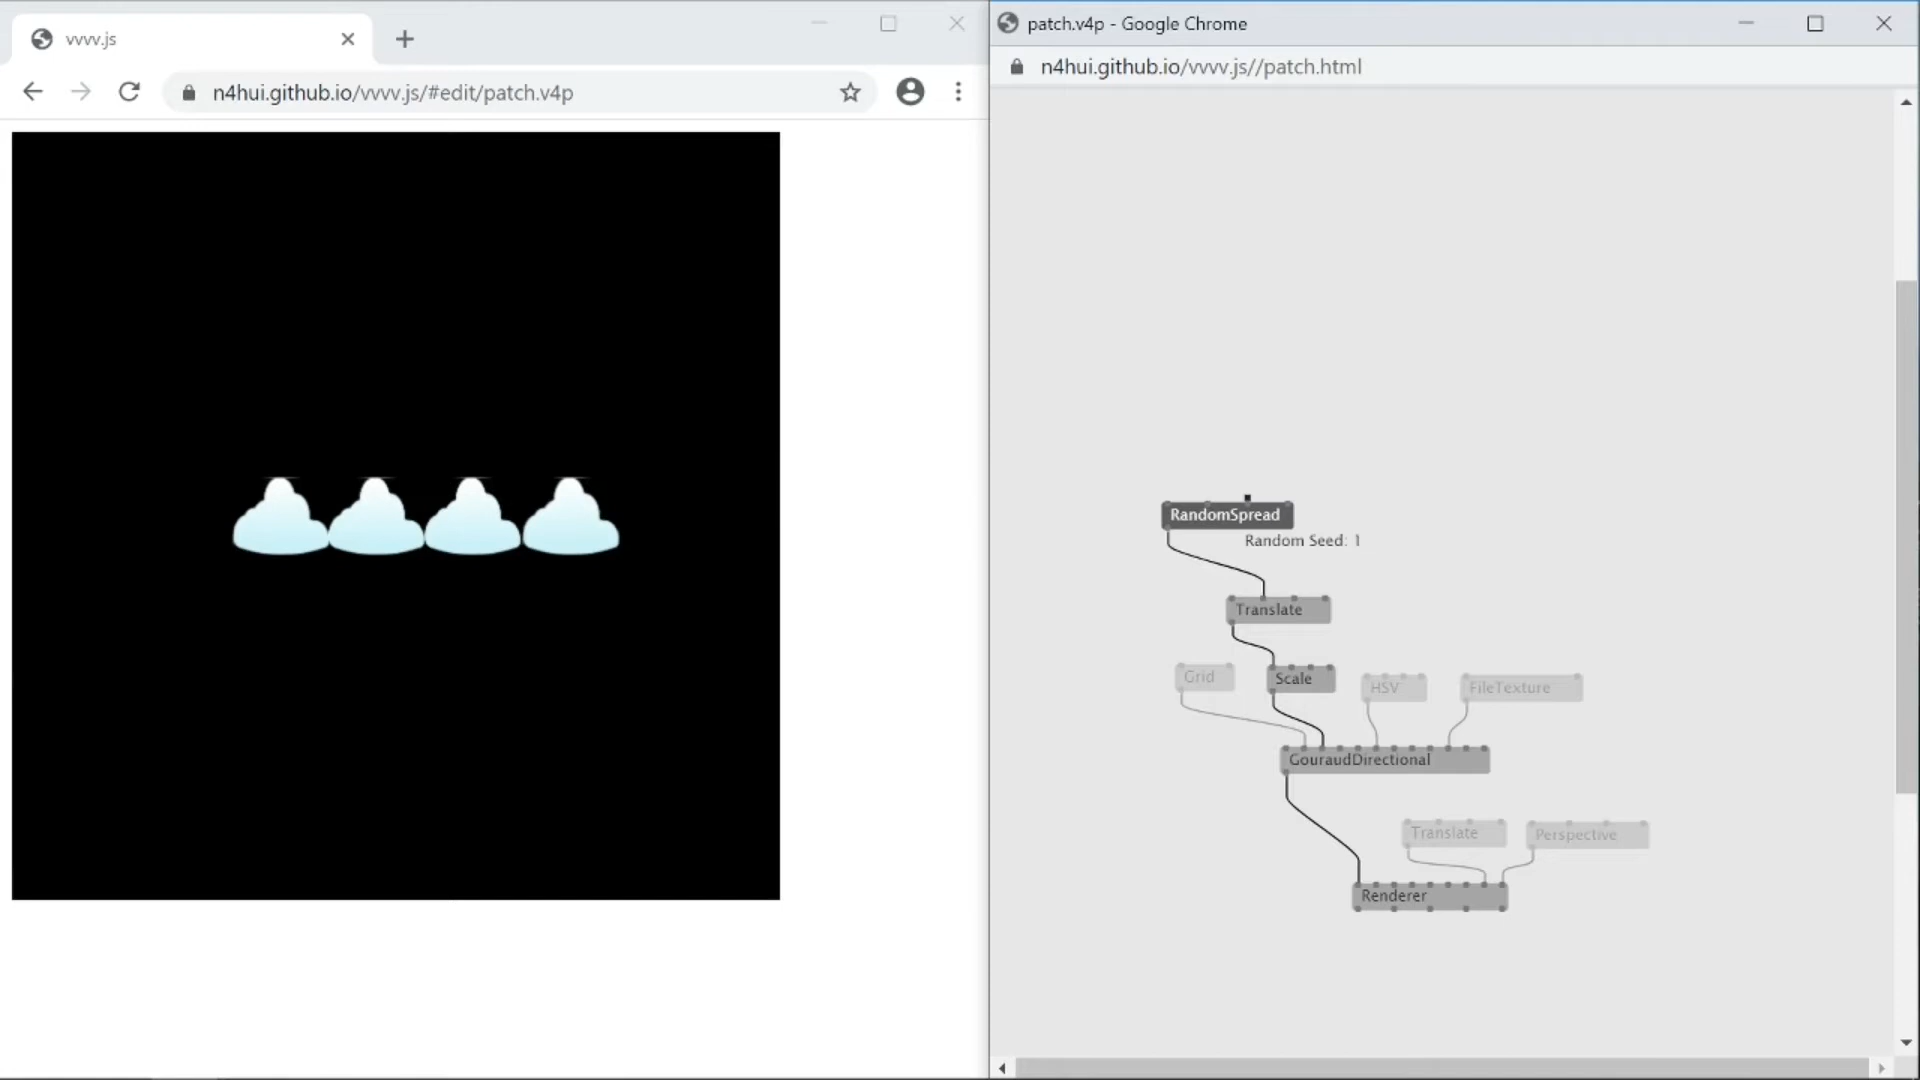 vvvv.js
n4hui.github.io/vvvv.js/#edit/patch.v4p
patch.v4p - Google Chrome
n4hui.github.io/vvvv.js//patch.html
RandomSpread
Random Seed: 1
Translate
Grid
Scale
HSV
FileTexture
GouraudDirectional
Translate
Perspective
Renderer